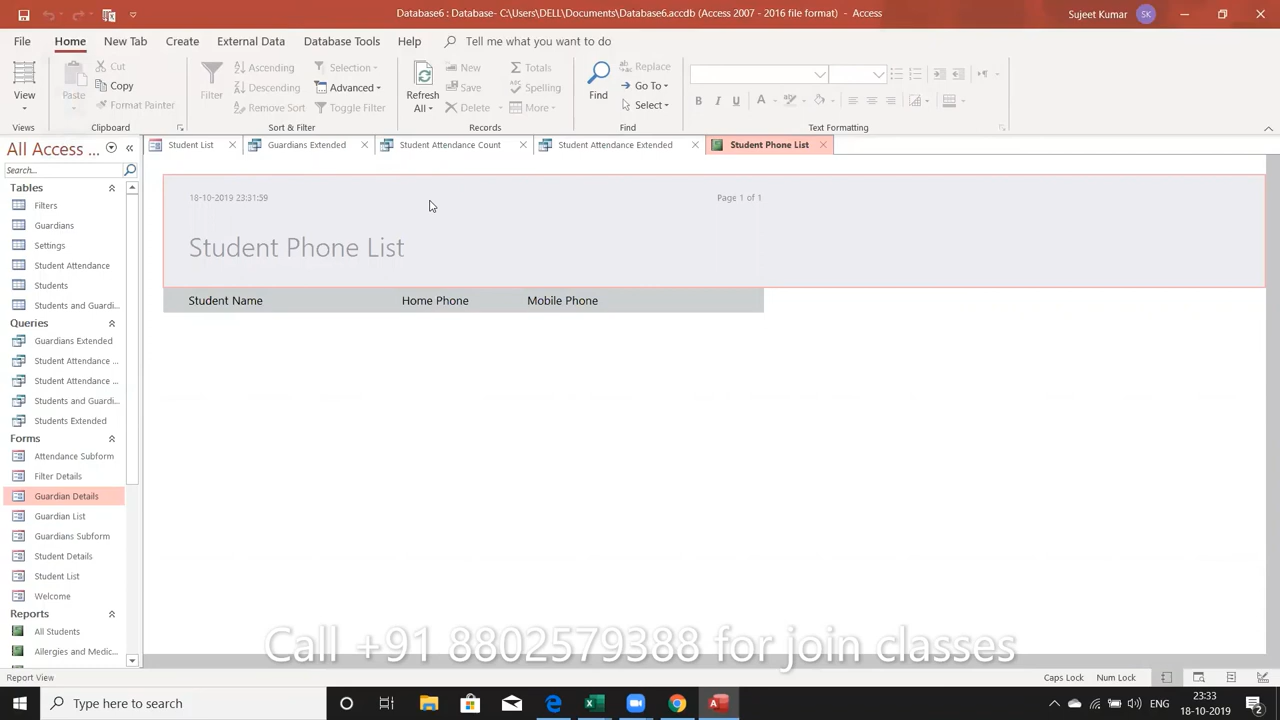 Database6 : Database- C:\Users\DELL\Documents\Database6.accdb (Access 2007 - 2016 file format) - Access
Sujeet Kumar SK
File Home New Tab Create External Data Database Tools Help Tell me what you want to do
View
Views
Paste
Cut
Copy
Format Painter
Clipboard
Filter
Ascending
Descending
Remove Sort
Selection
Advanced
Toggle Filter
Sort & Filter
Refresh
All
New
Save
Delete
Totals
Spelling
More
Records
Find
Replace
Go To
Select
Find
B I U A
Text Formatting
All Access ...
Search...
Tables
Filters
Guardians
Settings
Student Attendance
Students
Students and Guardi...
Queries
Guardians Extended
Student Attendance ...
Student Attendance ...
Students and Guardi...
Students Extended
Forms
Attendance Subform
Filter Details
Guardian Details
Guardian List
Guardians Subform
Student Details
Student List
Welcome
Reports
All Students
Allergies and Medic...
Student List Guardians Extended Student Attendance Count Student Attendance Extended Student Phone List
18-10-2019 23:31:59 Page 1 of 1
Student Phone List
Student Name Home Phone Mobile Phone
Call +91 8802579388 for join classes
Report View Caps Lock Num Lock
Type here to search
ENG
23:33
18-10-2019
2